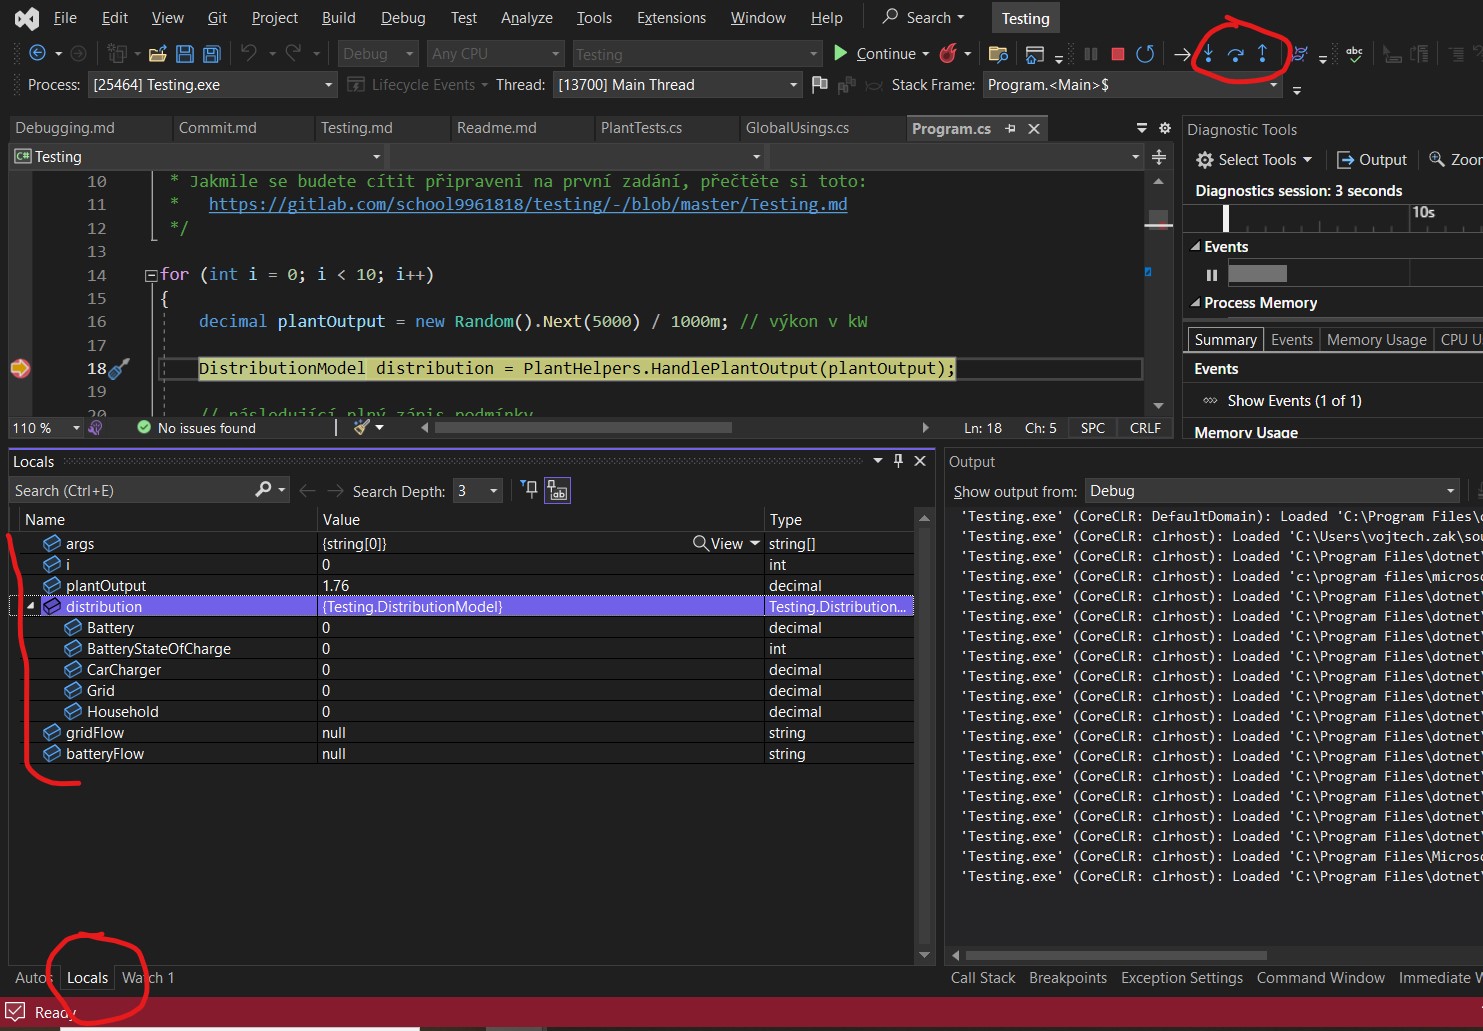 File Edit View Git Project Build Debug Test Analyze Tools Extensions Window Help Search Testing
Debug Any CPU Testing Continue abc
Process: [25464] Testing.exe Lifecycle Events Thread: [13700] Main Thread Stack Frame: Program.<Main>$
Debugging.md Commit.md Testing.md Readme.md PlantTests.cs GlobalUsings.cs Program.cs
C# Testing
10 * Jakmile se budete cítit připraveni na první zadání, přečtěte si toto:
11 * https://gitlab.com/school9961818/testing/-/blob/master/Testing.md
12 */
13
14 for (int i = 0; i < 10; i++)
15 {
16 decimal plantOutput = new Random().Next(5000) / 1000m; // výkon v kW
17
18 DistributionModel distribution = PlantHelpers.HandlePlantOutput(plantOutput);
19
20 // následující plný zápis podmínky
110 % No issues found Ln: 18 Ch: 5 SPC CRLF
Diagnostic Tools
Select Tools Output
Diagnostics session: 3 seconds
10s
Events
Process Memory
Summary Events Memory Usage CPU
Events
Show Events (1 of 1)
Memory Usage
Locals
Search (Ctrl+E) Search Depth: 3 ab
Name Value Type
args {string[0]} View string[]
i 0 int
plantOutput 1.76 decimal
distribution {Testing.DistributionModel} Testing.Distribution...
Battery 0 decimal
BatteryStateOfCharge 0 int
CarCharger 0 decimal
Grid 0 decimal
Household 0 decimal
gridFlow null string
batteryFlow null string
Autos Locals Watch 1
Output
Show output from: Debug
'Testing.exe' (CoreCLR: DefaultDomain): Loaded 'C:\Program Files\
'Testing.exe' (CoreCLR: clrhost): Loaded 'C:\Users\vojtech.zak\
'Testing.exe' (CoreCLR: clrhost): Loaded 'C:\Program Files\dotnet
'Testing.exe' (CoreCLR: clrhost): Loaded 'c:\program files\
'Testing.exe' (CoreCLR: clrhost): Loaded 'C:\Program Files\dotnet\
'Testing.exe' (CoreCLR: clrhost): Loaded 'C:\Program Files\dotnet\
'Testing.exe' (CoreCLR: clrhost): Loaded 'C:\Program Files\dotnet\
'Testing.exe' (CoreCLR: clrhost): Loaded 'C:\Program Files\dotnet\
'Testing.exe' (CoreCLR: clrhost): Loaded 'C:\Program Files\dotnet\
'Testing.exe' (CoreCLR: clrhost): Loaded 'C:\Program Files\dotnet\
'Testing.exe' (CoreCLR: clrhost): Loaded 'C:\Program Files\dotnet\
'Testing.exe' (CoreCLR: clrhost): Loaded 'C:\Program Files\dotnet\
'Testing.exe' (CoreCLR: clrhost): Loaded 'C:\Program Files\dotnet\
'Testing.exe' (CoreCLR: clrhost): Loaded 'C:\Program Files\dotnet\
'Testing.exe' (CoreCLR: clrhost): Loaded 'C:\Program Files\dotnet\
'Testing.exe' (CoreCLR: clrhost): Loaded 'C:\Program Files\dotnet\
'Testing.exe' (CoreCLR: clrhost): Loaded 'C:\Program Files\dotnet\
'Testing.exe' (CoreCLR: clrhost): Loaded 'C:\Program Files\
'Testing.exe' (CoreCLR: clrhost): Loaded 'C:\Program Files\dotnet\
Call Stack Breakpoints Exception Settings Command Window Immediate
Ready